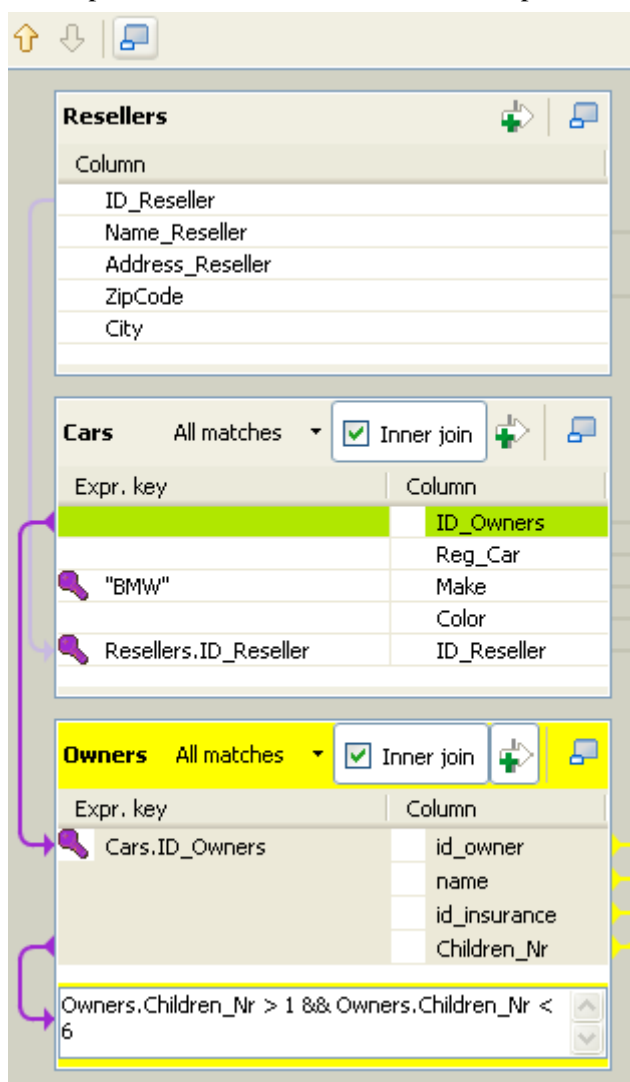 Resellers
Column
ID_Reseller
Name_Reseller
Address_Reseller
ZipCode
City
Cars All matches Inner join
Expr. key Column
ID_Owners
Reg_Car
"BMW" Make
Color
Resellers.ID_Reseller ID_Reseller
Owners All matches Inner join
Expr. key Column
Cars.ID_Owners id_owner
name
id_insurance
Children_Nr
Owners.Children_Nr > 1 && Owners.Children_Nr <
6